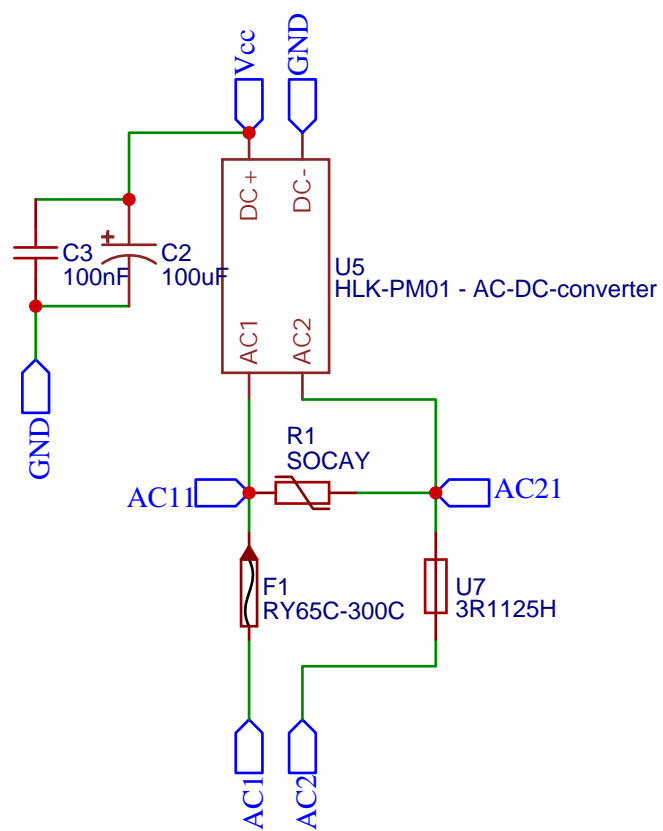 Vcc
GND
DC+
DC-
C3
100nF
+
C2
100uF
U5
HLK-PM01 - AC-DC-converter
AC1
AC2
GND
R1
SOCAY
AC11
AC21
F1
RY65C-300C
U7
3R1125H
AC1
AC2